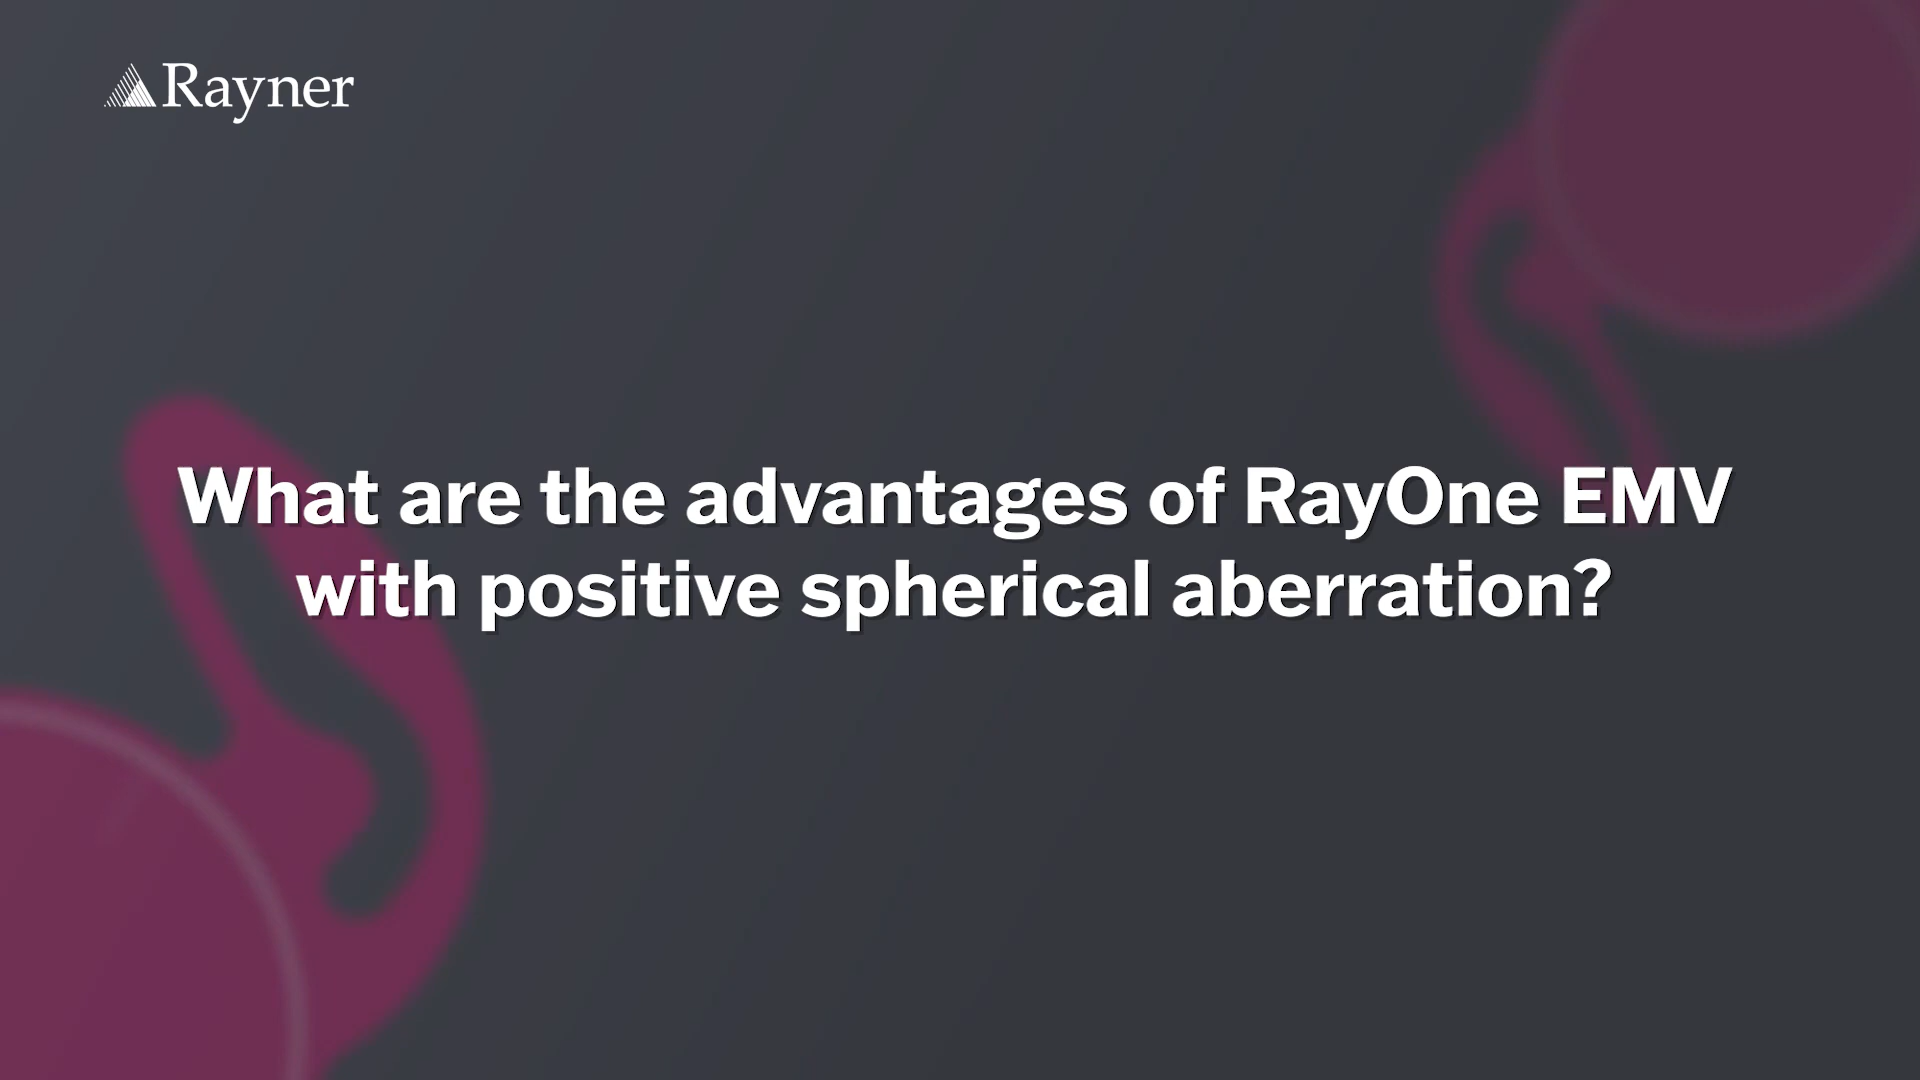 Rayner
What are the advantages of RayOne EMV
with positive spherical aberration?